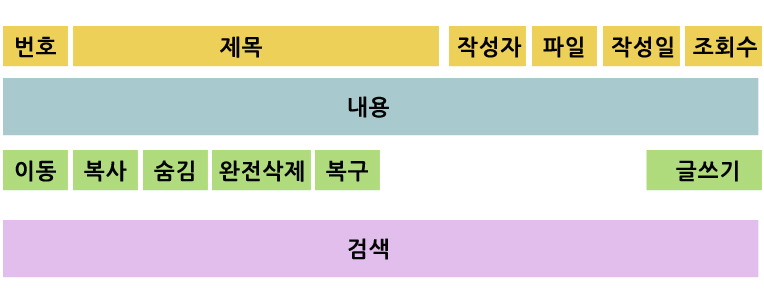 번호 제목 작성자 파일 작성일 조회수
내용
이동 복사 숨김 완전삭제 복구 글쓰기
검색